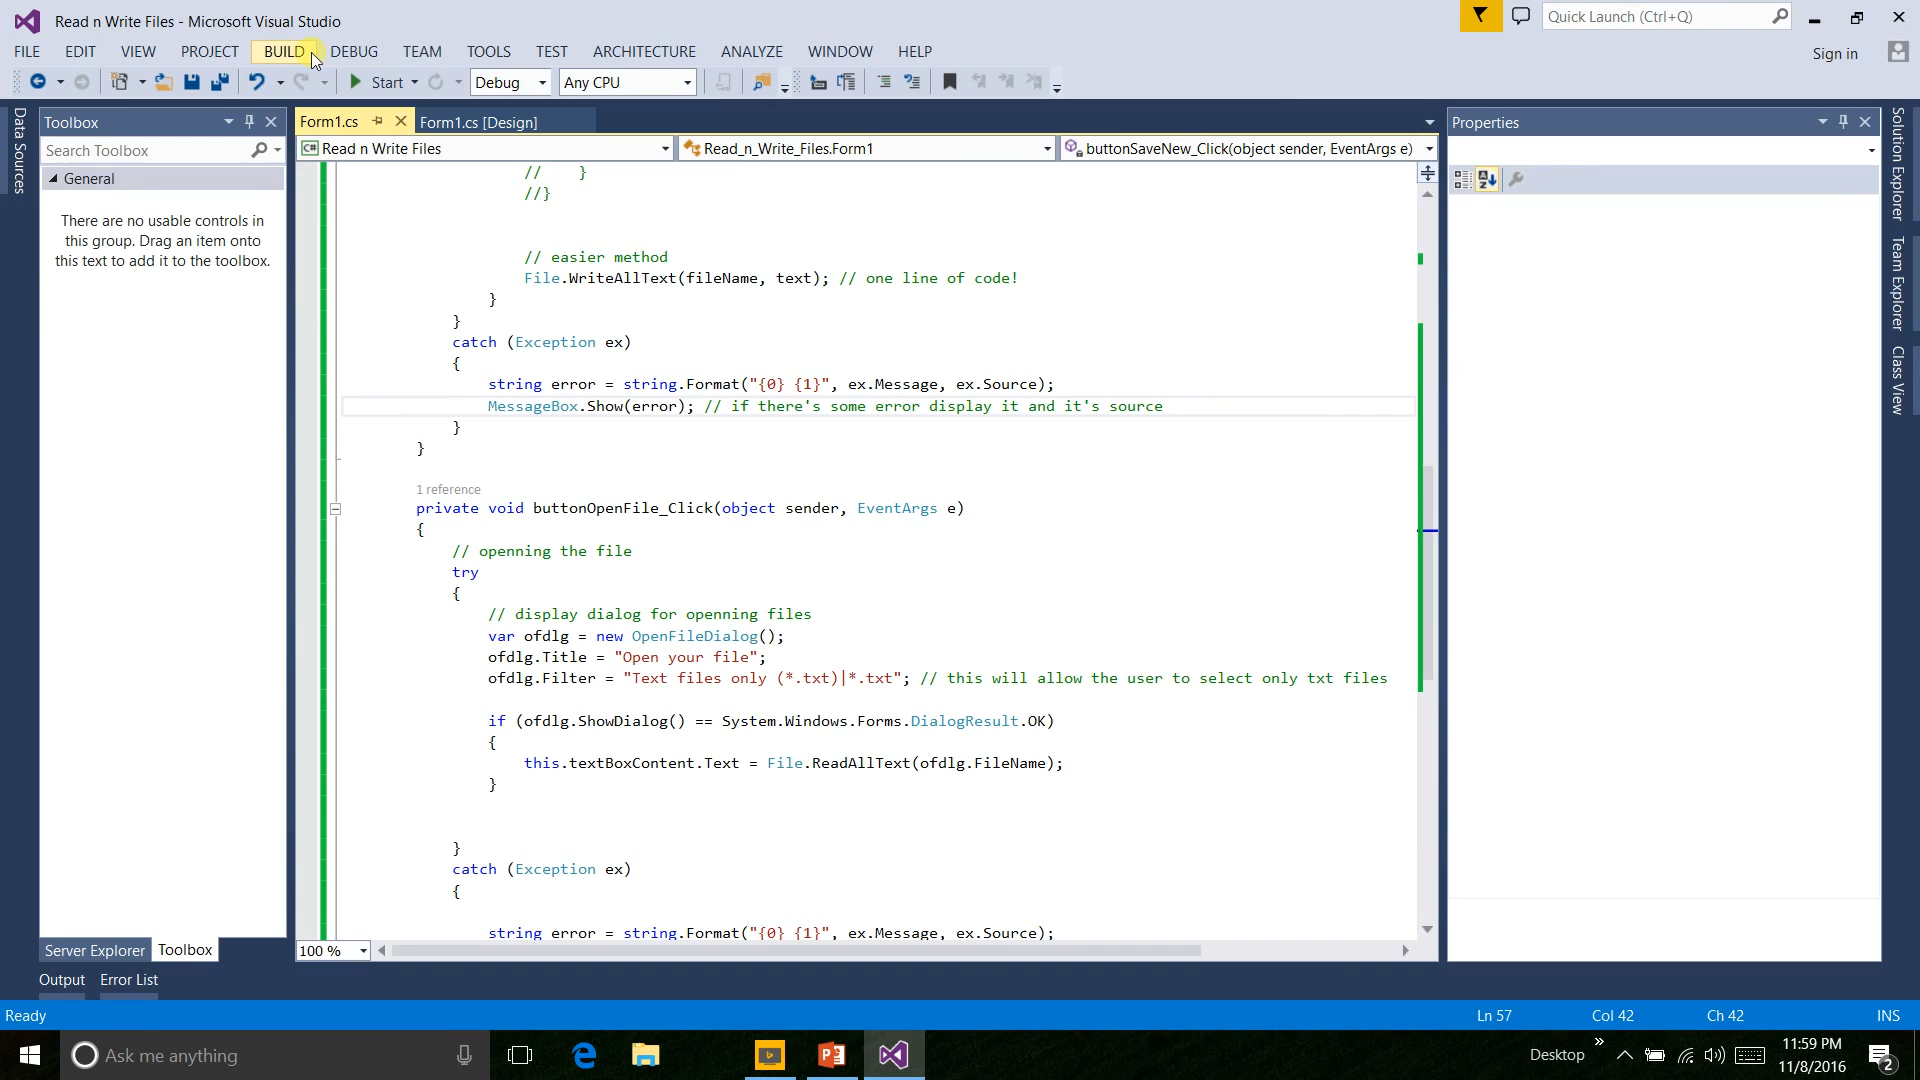 Read n Write Files - Microsoft Visual Studio
Quick Launch (Ctrl+Q)
FILE EDIT VIEW PROJECT BUILD DEBUG TEAM TOOLS TEST ARCHITECTURE ANALYZE WINDOW HELP
Sign in
Start Debug Any CPU
Data Sources
Toolbox
Search Toolbox
General
There are no usable controls in
this group. Drag an item onto
this text to add it to the toolbox.
Server Explorer Toolbox
Form1.cs Form1.cs [Design]
C# Read n Write Files Read_n_Write_Files.Form1 buttonSaveNew_Click(object sender, EventArgs e)
// }
//}
// easier method
File.WriteAllText(fileName, text); // one line of code!
}
}
catch (Exception ex)
{
string error = string.Format("{0} {1}", ex.Message, ex.Source);
MessageBox.Show(error); // if there's some error display it and it's source
}
}
1 reference
private void buttonOpenFile_Click(object sender, EventArgs e)
{
// openning the file
try
{
// display dialog for openning files
var ofdlg = new OpenFileDialog();
ofdlg.Title = "Open your file";
ofdlg.Filter = "Text files only (*.txt)|*.txt"; // this will allow the user to select only txt files
if (ofdlg.ShowDialog() == System.Windows.Forms.DialogResult.OK)
{
this.textBoxContent.Text = File.ReadAllText(ofdlg.FileName);
}
}
catch (Exception ex)
{
string error = string.Format("{0} {1}", ex.Message, ex.Source);
100 %
Properties
A Z
Solution Explorer
Team Explorer
Class View
Output Error List
Ready Ln 57 Col 42 Ch 42 INS
Ask me anything
Desktop
11:59 PM
11/8/2016
2